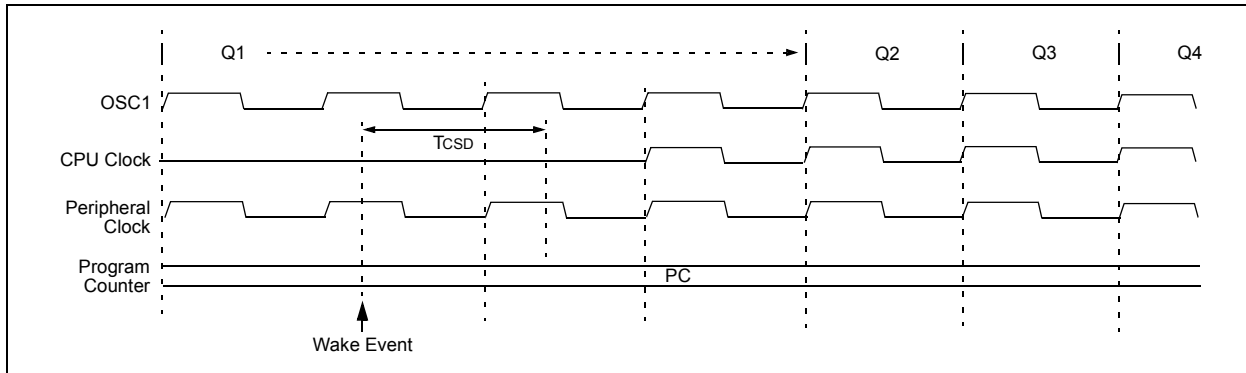 Q1 Q2 Q3 Q4
OSC1
TCSD
CPU Clock
Peripheral
Clock
Program
Counter
PC
Wake Event